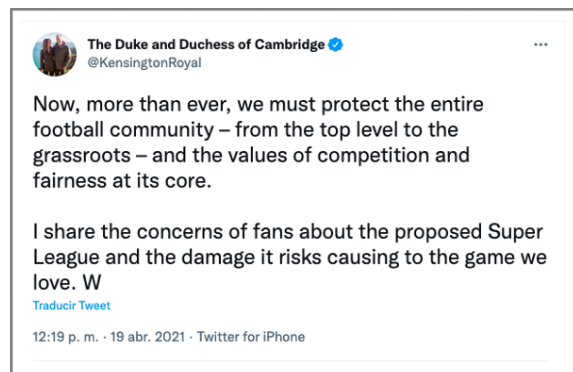 The Duke and Duchess of Cambridge
@KensingtonRoyal
Now, more than ever, we must protect the entire
football community – from the top level to the
grassroots – and the values of competition and
fairness at its core.
I share the concerns of fans about the proposed Super
League and the damage it risks causing to the game we
love. W
Traducir Tweet
12:19 p. m. · 19 abr. 2021 · Twitter for iPhone